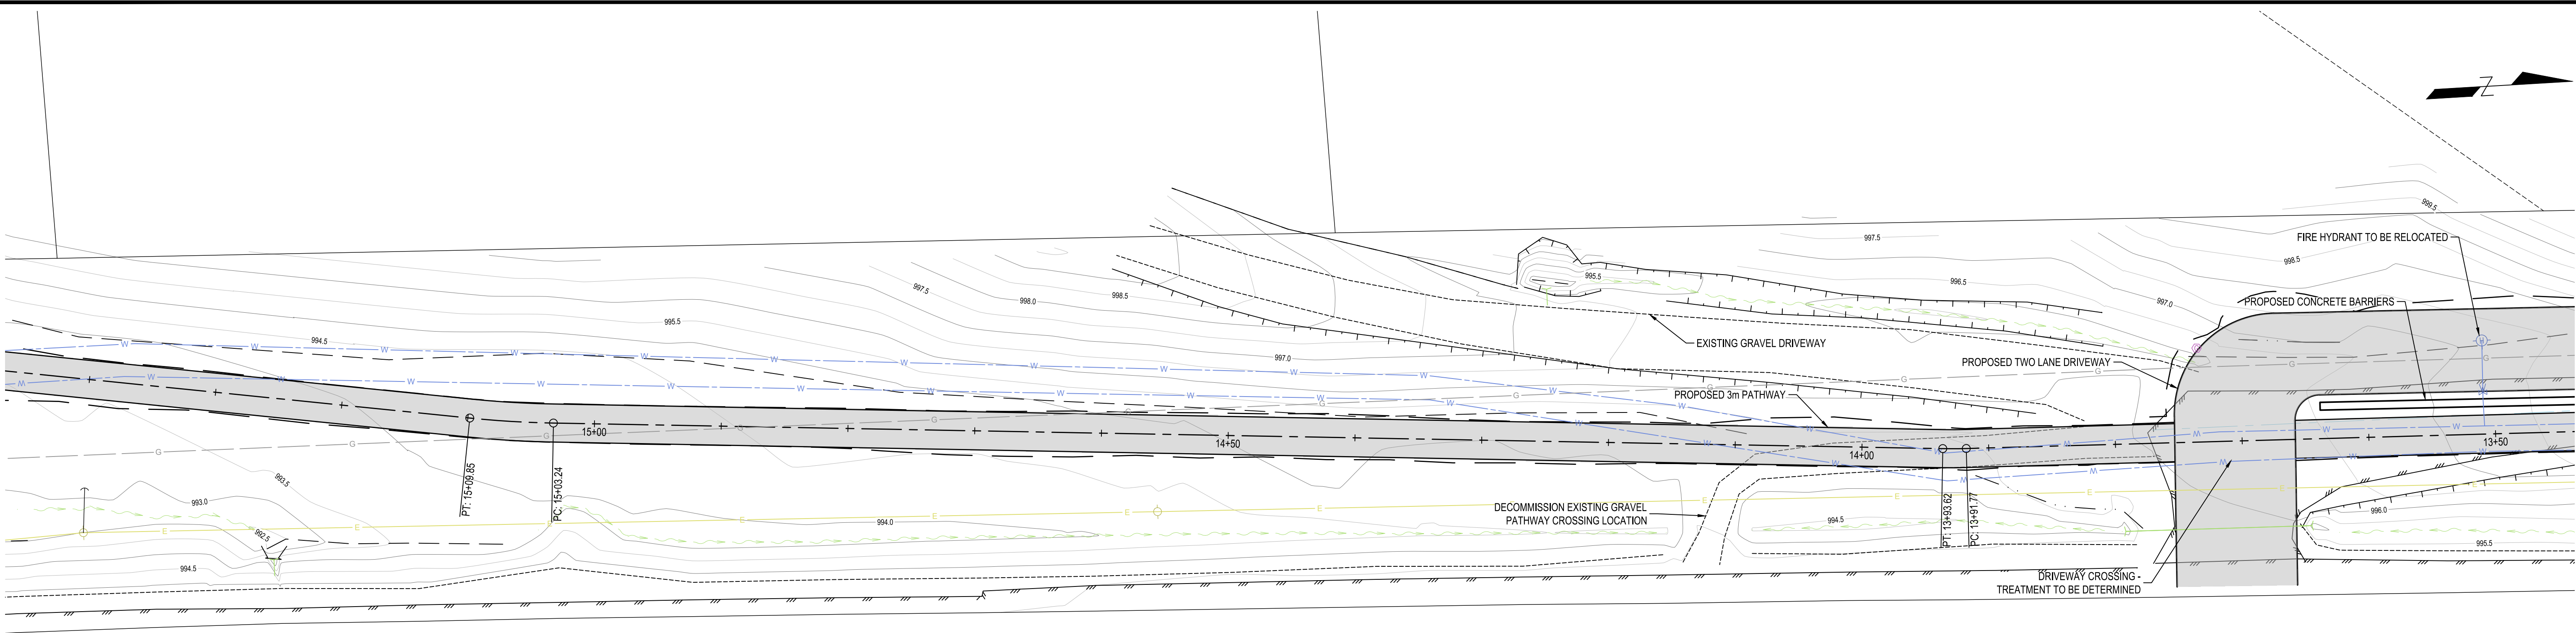 Z
999.5
997.5
FIRE HYDRANT TO BE RELOCATED
998.5
995.5
996.5
997.5
998.0
998.5
997.0
PROPOSED CONCRETE BARRIERS
995.5
994.5
EXISTING GRAVEL DRIVEWAY
997.0
PROPOSED TWO LANE DRIVEWAY
PROPOSED 3m PATHWAY
15+00
14+50
14+00
13+50
PT: 15+09.85
PC: 15+03.24
PT: 13+93.62
PC: 13+91.77
993.5
993.0
992.5
994.5
994.0
DECOMMISSION EXISTING GRAVEL
PATHWAY CROSSING LOCATION
994.5
996.0
995.5
DRIVEWAY CROSSING -
TREATMENT TO BE DETERMINED
W W W W W W W W W W W
W W W W W W W W W W W
G G G G G G G G
E E E E E E E E
H